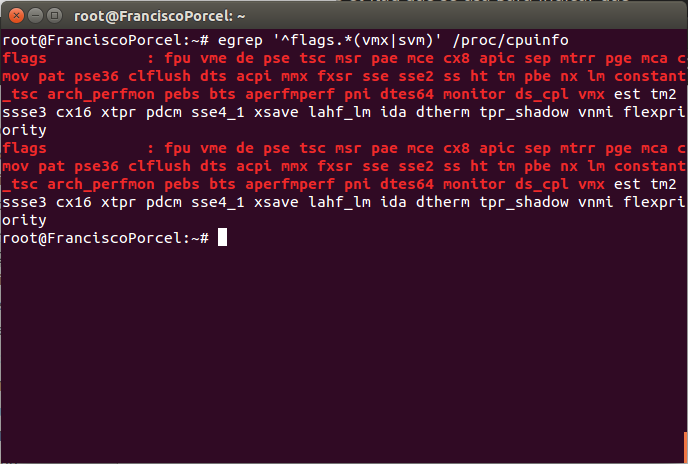 root@FranciscoPorcel: ~
root@FranciscoPorcel:~# egrep '^flags.*(vmx|svm)' /proc/cpuinfo
flags : fpu vme de pse tsc msr pae mce cx8 apic sep mtrr pge mca c
mov pat pse36 clflush dts acpi mmx fxsr sse sse2 ss ht tm pbe nx lm constant
_tsc arch_perfmon pebs bts aperfmperf pni dtes64 monitor ds_cpl vmx est tm2
ssse3 cx16 xtpr pdcm sse4_1 xsave lahf_lm ida dtherm tpr_shadow vnmi flexpri
ority
flags : fpu vme de pse tsc msr pae mce cx8 apic sep mtrr pge mca c
mov pat pse36 clflush dts acpi mmx fxsr sse sse2 ss ht tm pbe nx lm constant
_tsc arch_perfmon pebs bts aperfmperf pni dtes64 monitor ds_cpl vmx est tm2
ssse3 cx16 xtpr pdcm sse4_1 xsave lahf_lm ida dtherm tpr_shadow vnmi flexpri
ority
root@FranciscoPorcel:~#